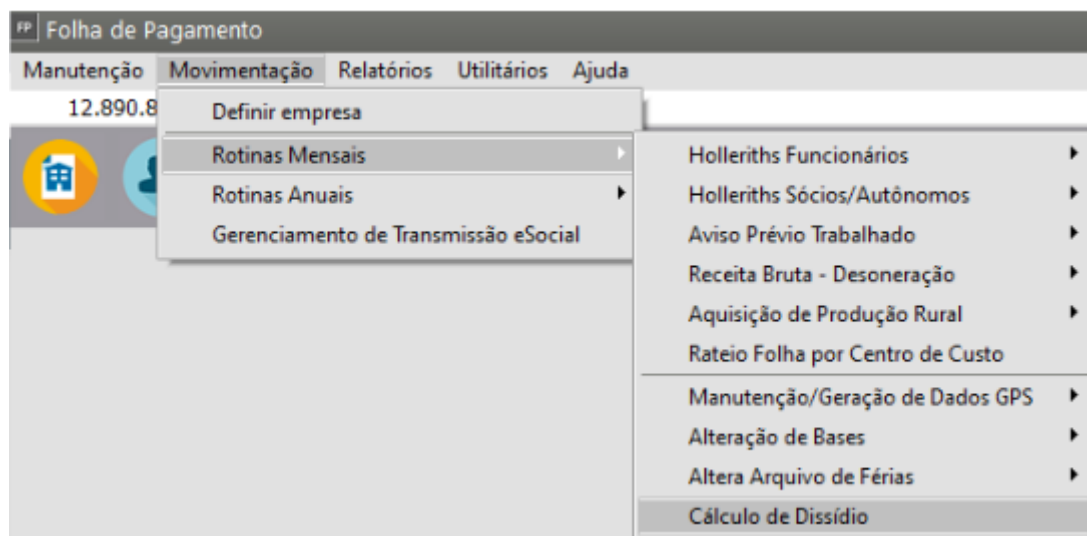 FP Folha de Pagamento
Manutenção Movimentação Relatórios Utilitários Ajuda
12.890.8
Definir empresa
Rotinas Mensais
Rotinas Anuais
Gerenciamento de Transmissão eSocial
Holleriths Funcionários
Holleriths Sócios/Autônomos
Aviso Prévio Trabalhado
Receita Bruta - Desoneração
Aquisição de Produção Rural
Rateio Folha por Centro de Custo
Manutenção/Geração de Dados GPS
Alteração de Bases
Altera Arquivo de Férias
Cálculo de Dissídio